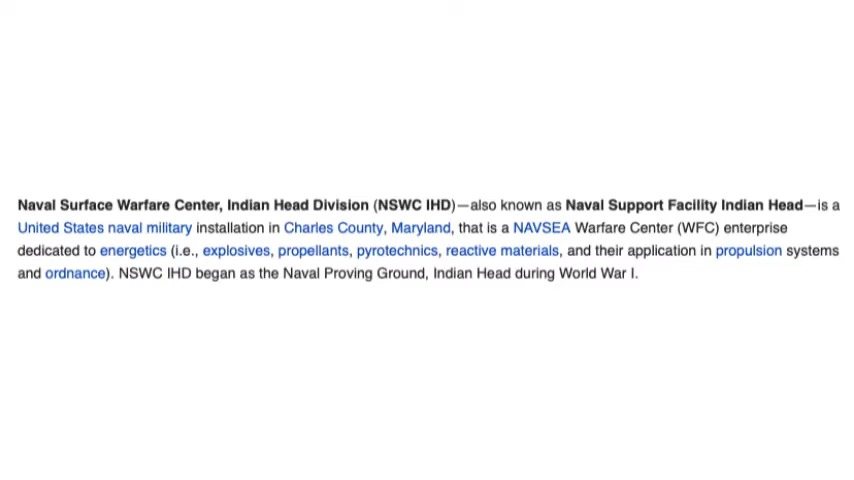 Naval Surface Warfare Center, Indian Head Division (NSWC IHD)—also known as Naval Support Facility Indian Head—is a
United States naval military installation in Charles County, Maryland, that is a NAVSEA Warfare Center (WFC) enterprise
dedicated to energetics (i.e., explosives, propellants, pyrotechnics, reactive materials, and their application in propulsion systems
and ordnance). NSWC IHD began as the Naval Proving Ground, Indian Head during World War I.